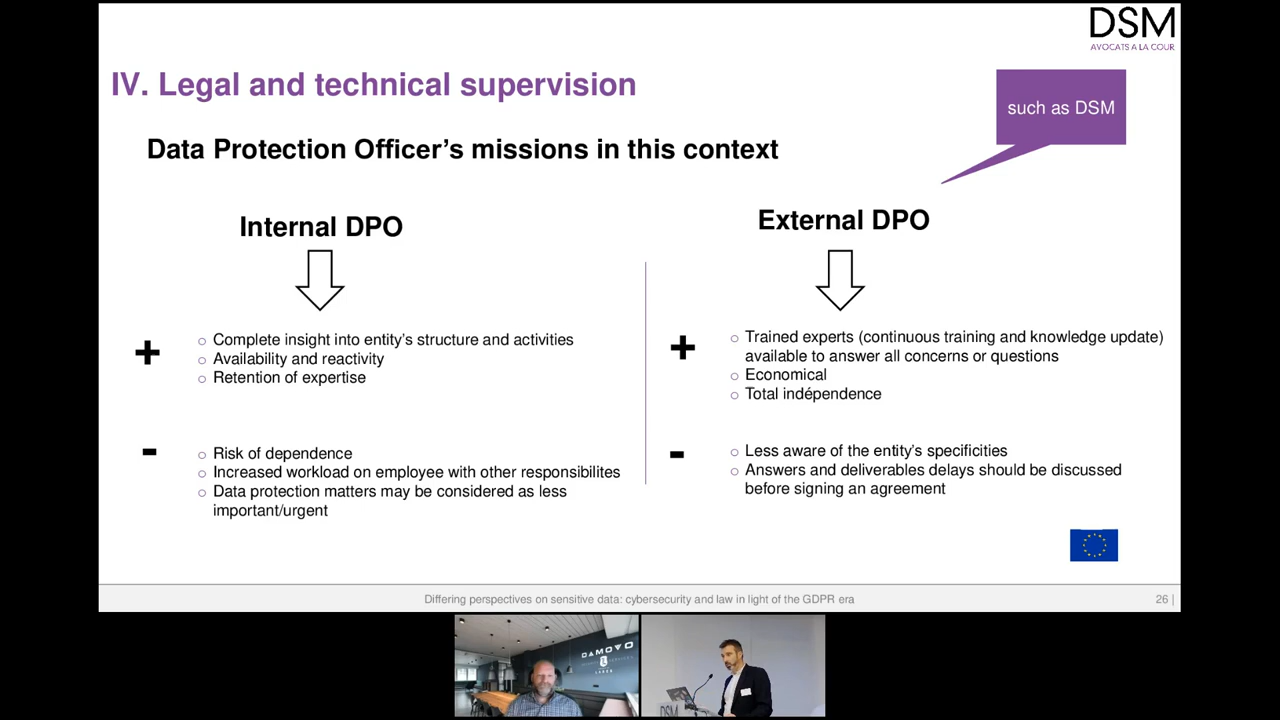 DSM
AVOCATS A LA COUR
IV. Legal and technical supervision
such as DSM
Data Protection Officer's missions in this context
Internal DPO
+
Complete insight into entity's structure and activities
Availability and reactivity
Retention of expertise
-
Risk of dependence
Increased workload on employee with other responsibilites
Data protection matters may be considered as less
important/urgent
External DPO
+
Trained experts (continuous training and knowledge update)
available to answer all concerns or questions
Economical
Total indépendence
-
Less aware of the entity's specificities
Answers and deliverables delays should be discussed
before signing an agreement
Differing perspectives on sensitive data: cybersecurity and law in light of the GDPR era
26 |
DAMOVO
DSM